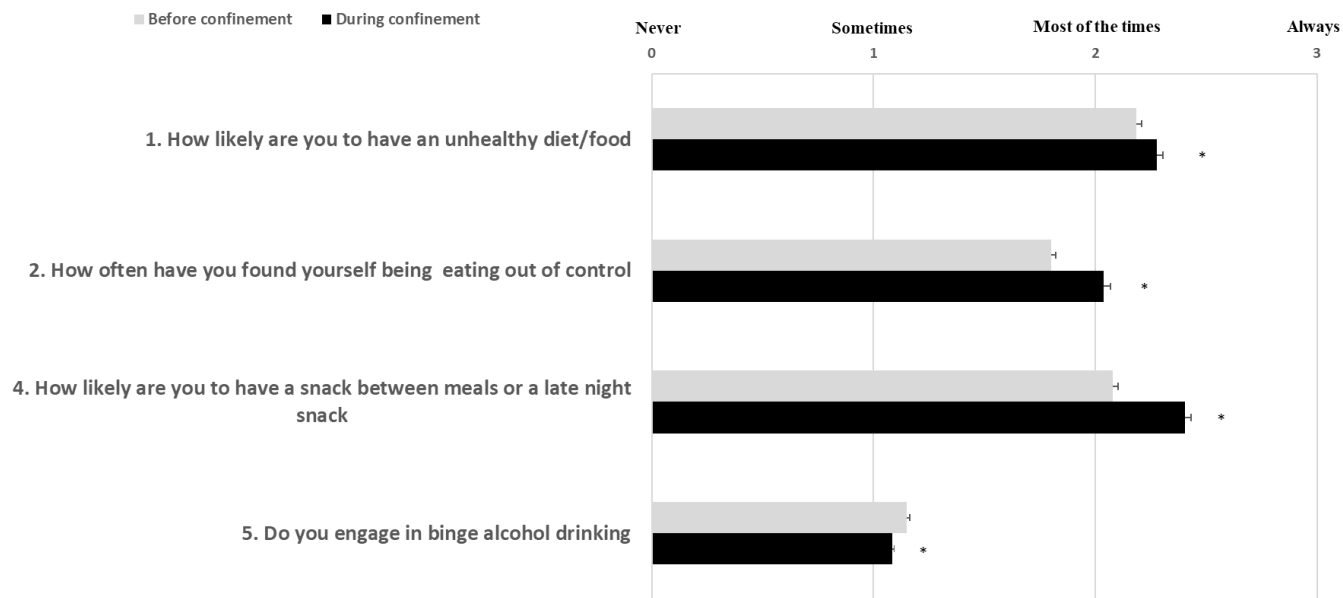 Before confinement
During confinement
Never
Sometimes
Most of the times
Always
0
1
2
3
1. How likely are you to have an unhealthy diet/food
*
2. How often have you found yourself being  eating out of control
*
4. How likely are you to have a snack between meals or a late night
snack
*
5. Do you engage in binge alcohol drinking
*